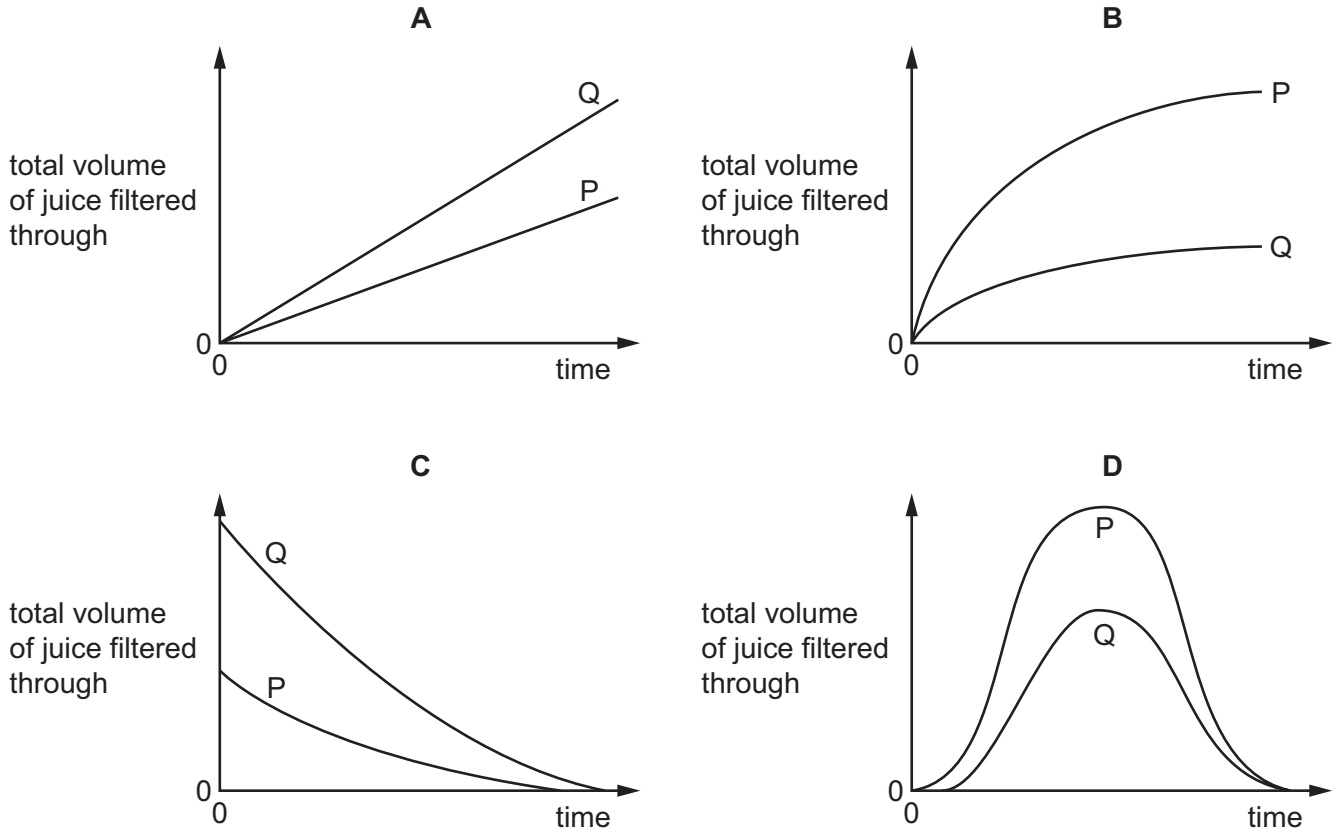 A
Q
P
total volume
of juice filtered
through
0
0
time
B
P
Q
total volume
of juice filtered
through
0
0
time
C
Q
P
total volume
of juice filtered
through
0
0
time
D
P
Q
total volume
of juice filtered
through
0
0
time